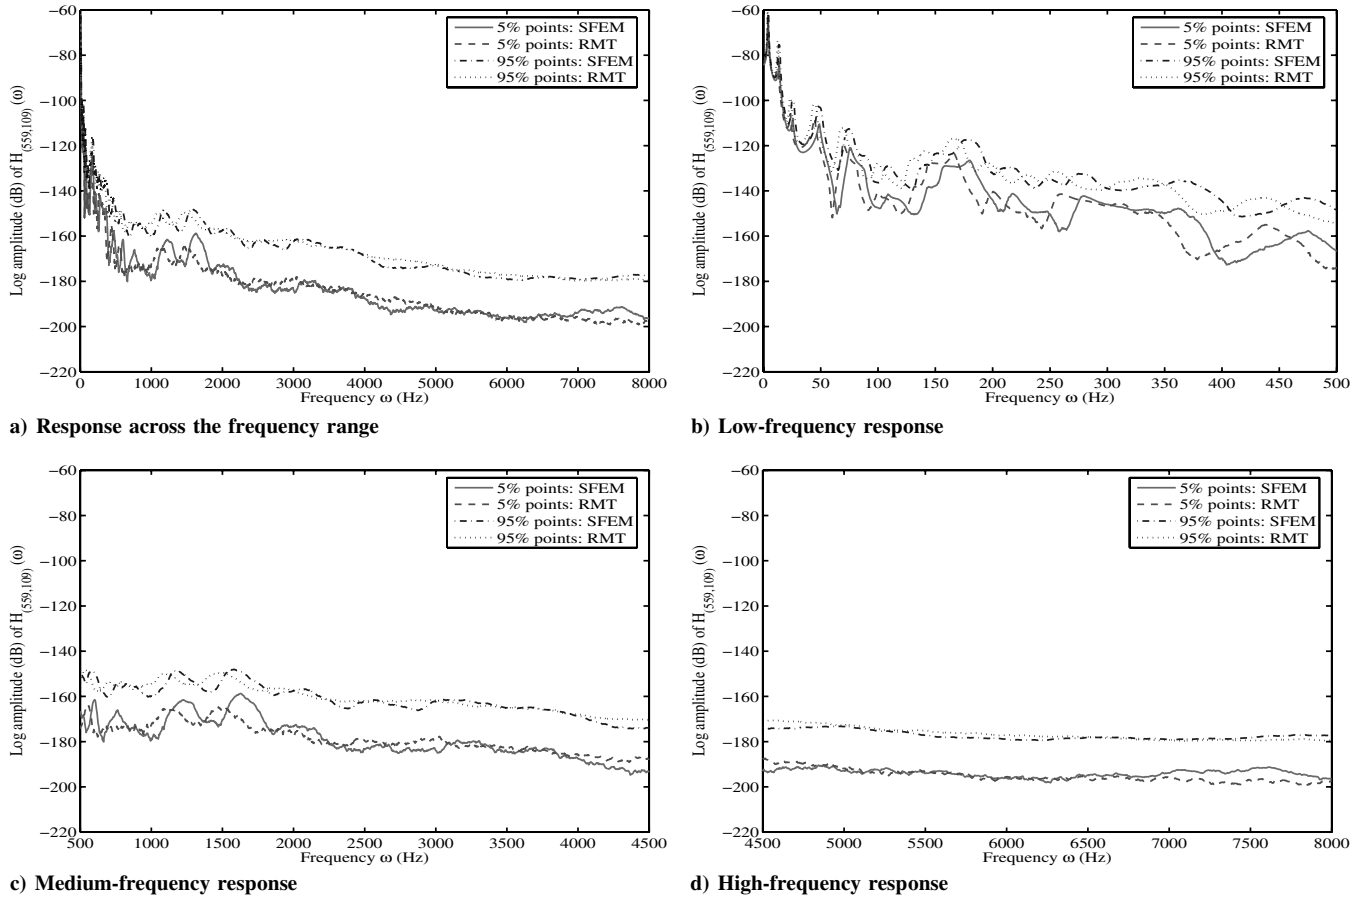 −60
−80
−100
−120
−140
−160
−180
−200
−220
Log amplitude (dB) of H(559,109) (ω)
5% points: SFEM
5% points: RMT
95% points: SFEM
95% points: RMT
0 1000 2000 3000 4000 5000 6000 7000 8000
Frequency ω (Hz)
a) Response across the frequency range
−60
−80
−100
−120
−140
−160
−180
−200
−220
Log amplitude (dB) of H(559,109) (ω)
5% points: SFEM
5% points: RMT
95% points: SFEM
95% points: RMT
0 50 100 150 200 250 300 350 400 450 500
Frequency ω (Hz)
b) Low-frequency response
−60
−80
−100
−120
−140
−160
−180
−200
−220
Log amplitude (dB) of H(559,109) (ω)
5% points: SFEM
5% points: RMT
95% points: SFEM
95% points: RMT
500 1000 1500 2000 2500 3000 3500 4000 4500
Frequency ω (Hz)
c) Medium-frequency response
−60
−80
−100
−120
−140
−160
−180
−200
−220
Log amplitude (dB) of H(559,109) (ω)
5% points: SFEM
5% points: RMT
95% points: SFEM
95% points: RMT
4500 5000 5500 6000 6500 7000 7500 8000
Frequency ω (Hz)
d) High-frequency response